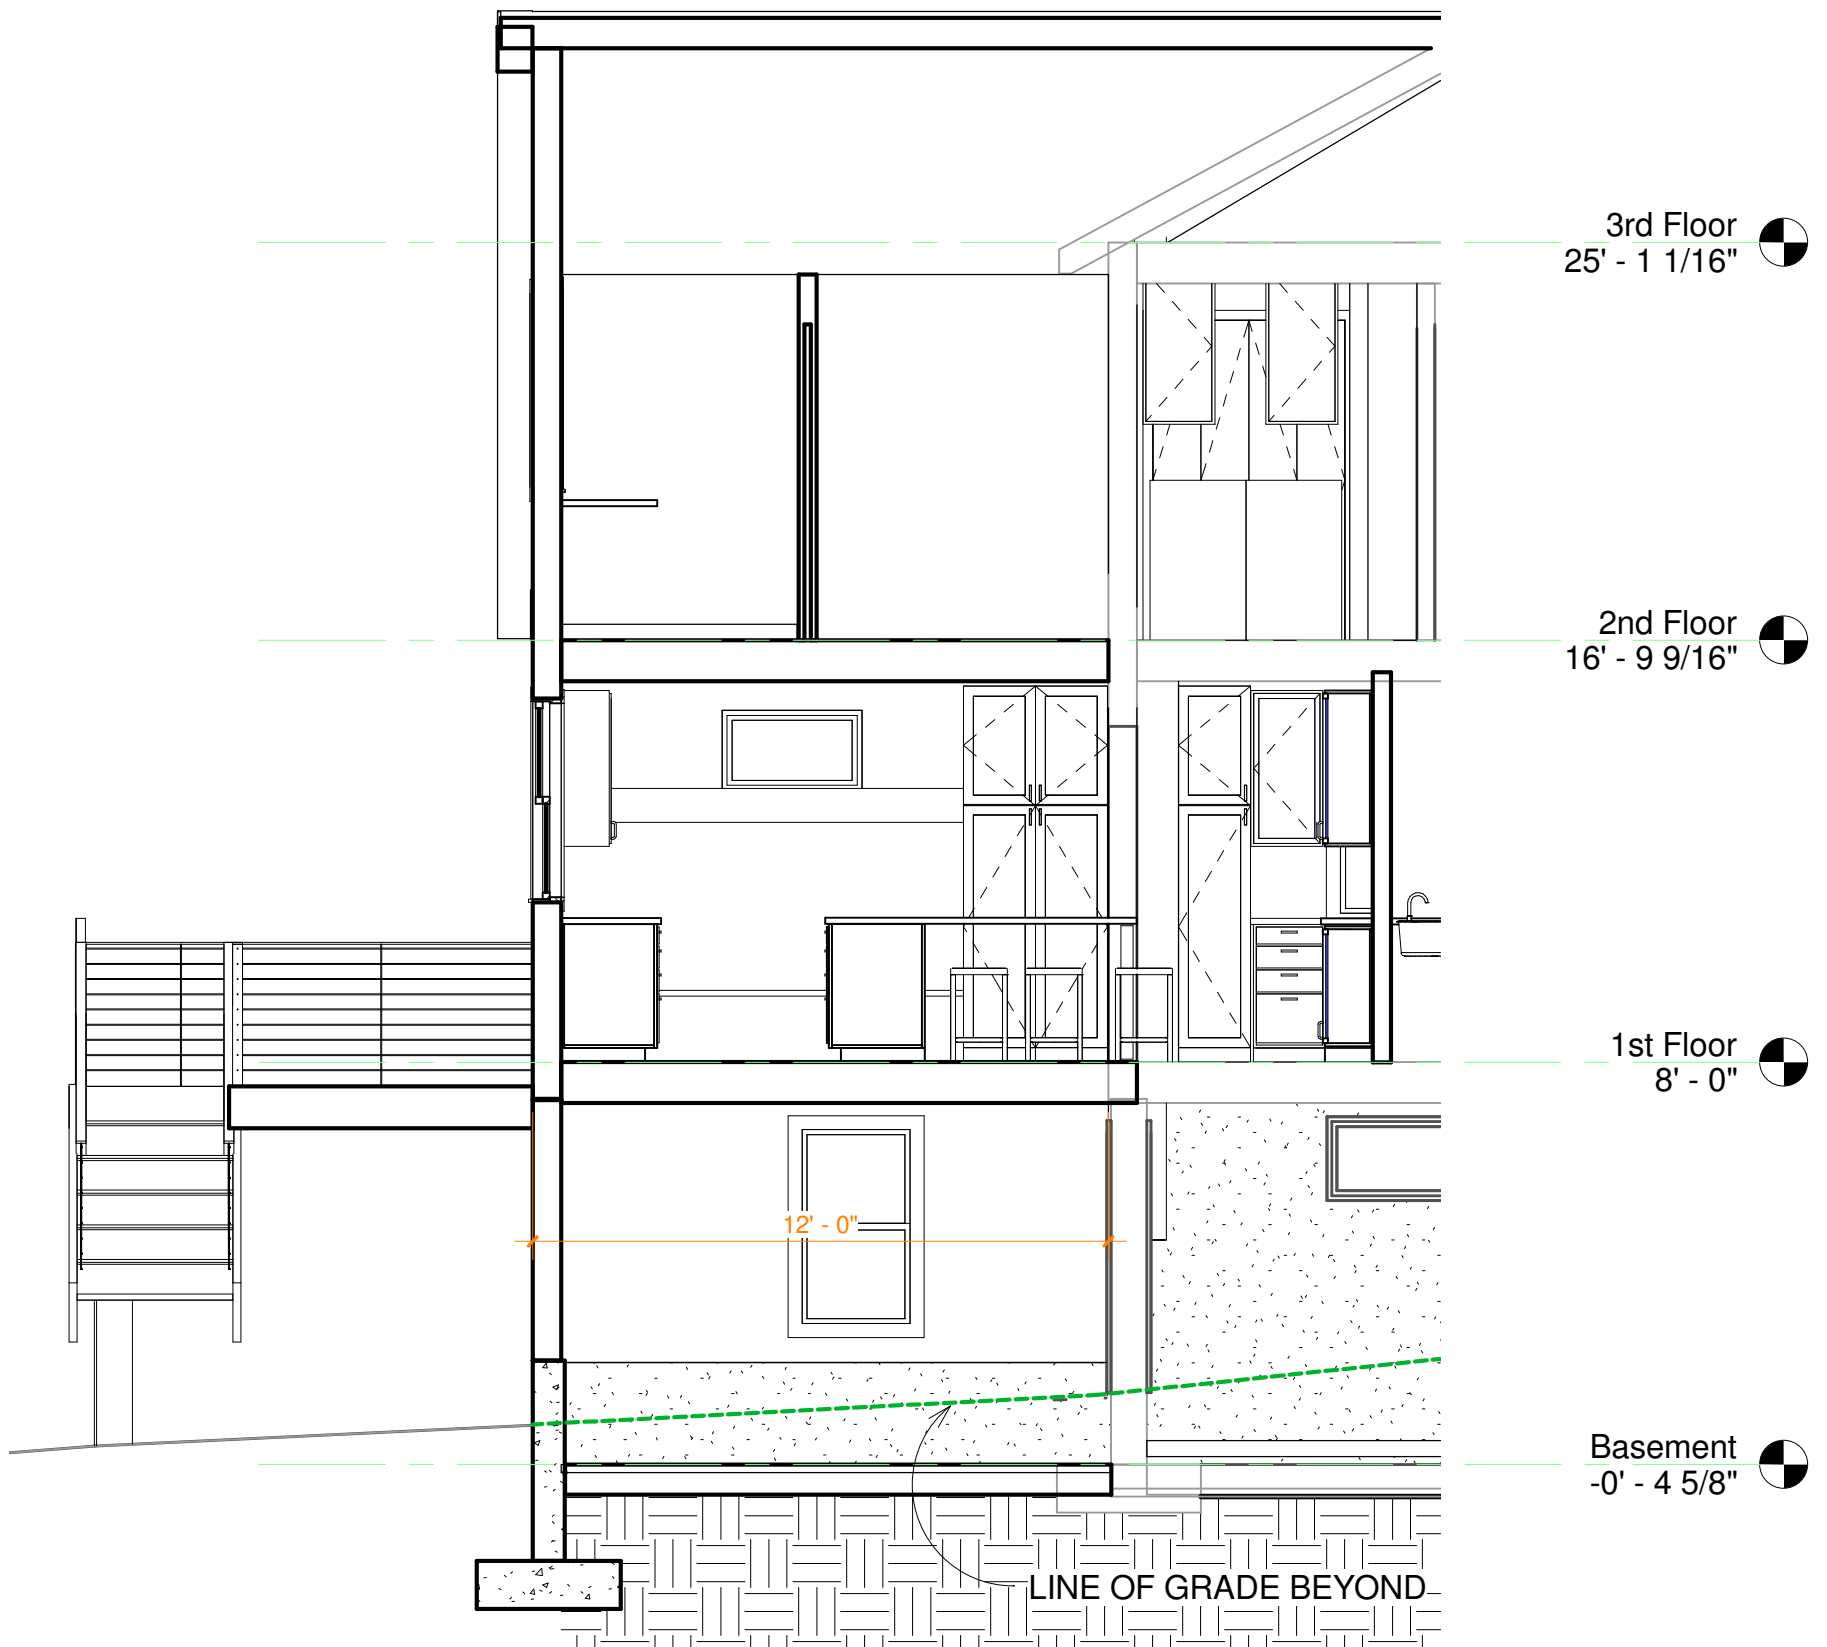 3rd Floor
25' - 1 1/16"
2nd Floor
16' - 9 9/16"
1st Floor
8' - 0"
12' - 0"
Basement
-0' - 4 5/8"
LINE OF GRADE BEYOND